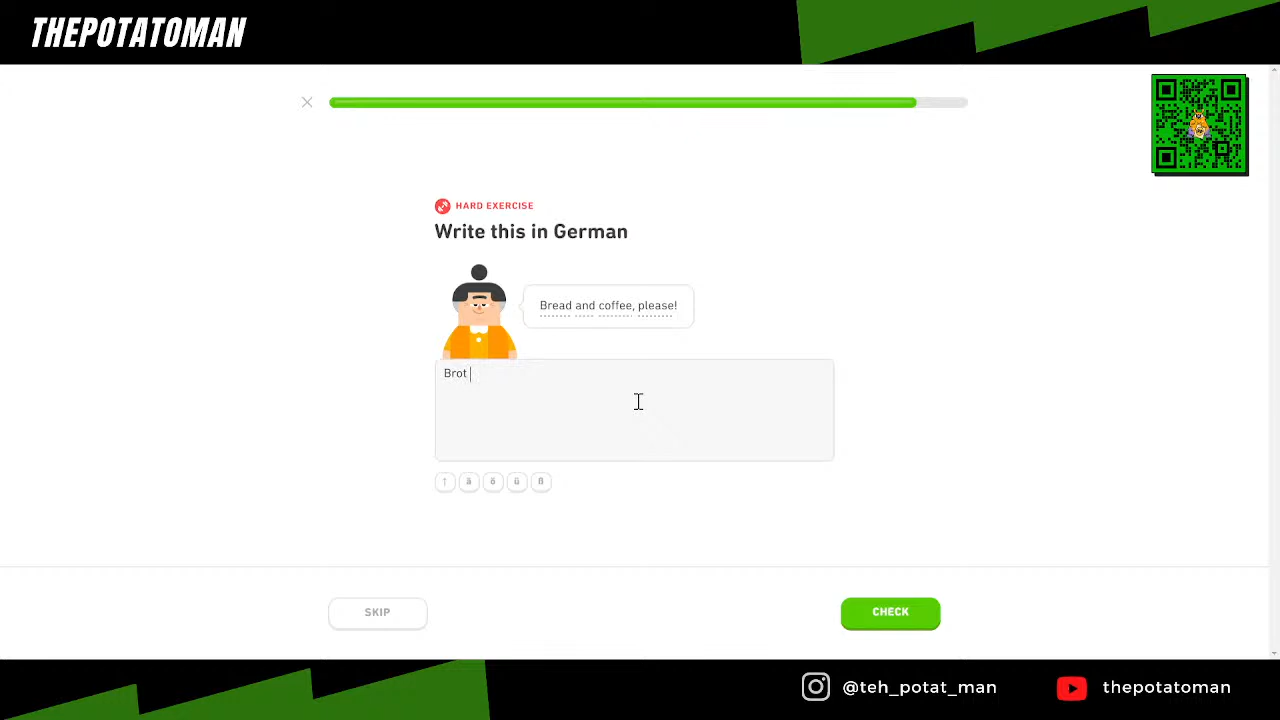 THEPOTATOMAN
HARD EXERCISE
Write this in German
Bread and coffee, please!
Brot
↑ ä ö ü ß
SKIP
CHECK
@teh_potat_man
thepotatoman